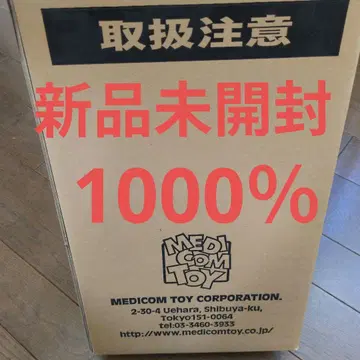 取扱注意
新品未開封
1000%
MEDI
COM
TOY
MEDICOM TOY CORPORATION.
2-30-4 Uehara, Shibuya-ku,
Tokyo151-0064
tel:03-3460-3933
http://www.medicomtoy.co.jp/